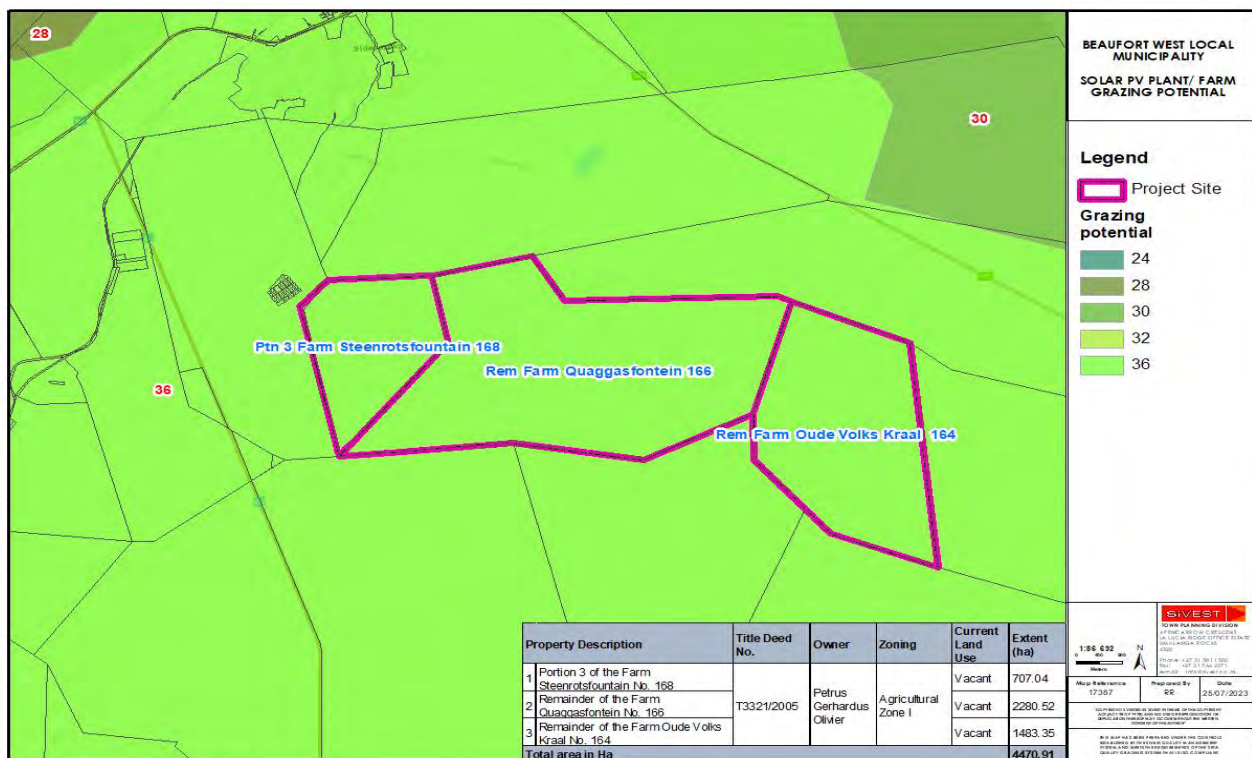 28
30
36
Ptn 3 Farm Steenrotsfountain 168
Rem Farm Quaggasfontein 166
Rem Farm Oude Volks Kraal 164
BEAUFORT WEST LOCAL
MUNICIPALITY
SOLAR PV PLANT/ FARM
GRAZING POTENTIAL
Legend
Project Site
Grazing
potential
24
28
30
32
36
Property Description Title Deed No. Owner Zoning Current Land Use Extent (ha)
1 Portion 3 of the Farm Steenrotsfountain No. 168 T3321/2005 Petrus Gerhardus Olivier Agricultural Zone I Vacant 707.04
2 Remainder of the Farm Quaggasfontein No. 166 Vacant 2280.52
3 Remainder of the Farm Oude Volks Kraal No. 164 Vacant 1483.35
Total area in Ha 4470.91
SiVEST
TOWN PLANNING DIVISION
1:86 692
N
Meters
Map Reference Prepared By Date
17387 RR 25/07/2023